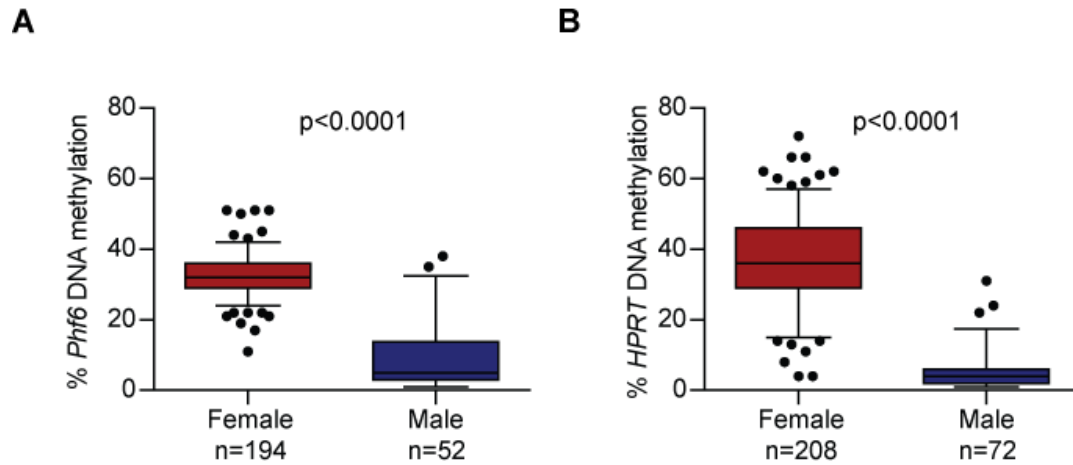 A
B
% Phf6 DNA methylation
80
60
40
20
0
p<0.0001
Female
n=194
Male
n=52
% HPRT DNA methylation
80
60
40
20
0
p<0.0001
Female
n=208
Male
n=72